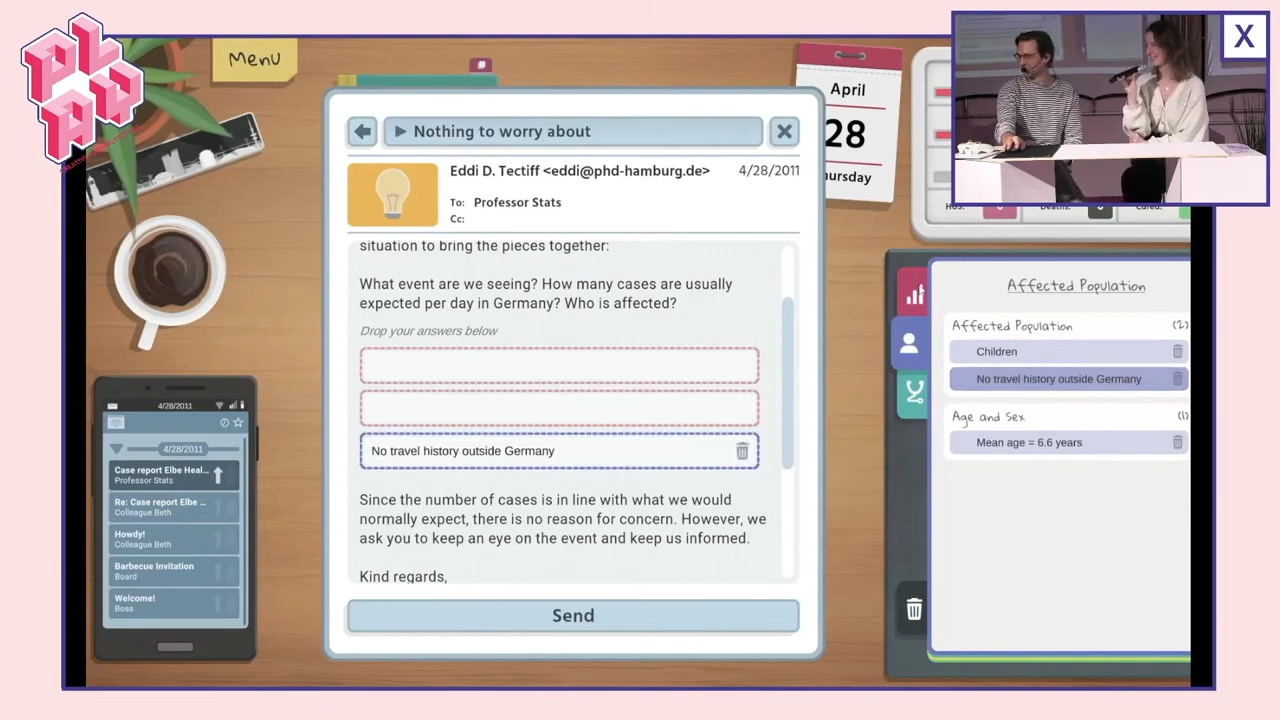 PLAY
Menu
X
Nothing to worry about
Eddi D. Tectiff <eddi@phd-hamburg.de>
4/28/2011
To: Professor Stats
Cc:
situation to bring the pieces together:
What event are we seeing? How many cases are usually
expected per day in Germany? Who is affected?
Drop your answers below
No travel history outside Germany
Since the number of cases is in line with what we would
normally expect, there is no reason for concern. However, we
ask you to keep an eye on the event and keep us informed.
Kind regards,
Send
April
28
hursday
Deaths:
Cured:
Affected Population
Affected Population (2)
Children
No travel history outside Germany
Age and Sex (1)
Mean age = 6.6 years
4/28/2011
4/28/2011
Case report Elbe Heal...
Professor Stats
Re: Case report Elbe ...
Colleague Beth
Howdy!
Colleague Beth
Barbecue Invitation
Board
Welcome!
Boss